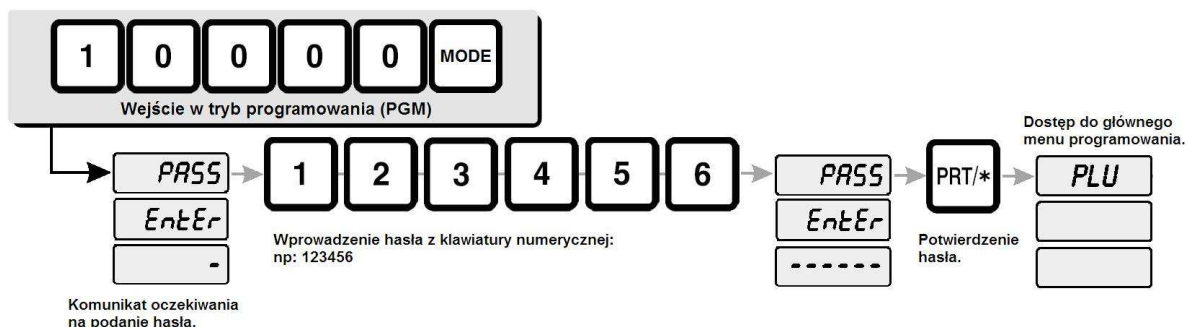 1 0 0 0 0 MODE
Wejście w tryb programowania (PGM)
PASS
EntEr
-
Komunikat oczekiwania
na podanie hasła.
1 2 3 4 5 6
Wprowadzenie hasła z klawiatury numerycznej:
np: 123456
PASS
EntEr
------
PRT/*
Potwierdzenie
hasła.
Dostęp do głównego
menu programowania.
PLU